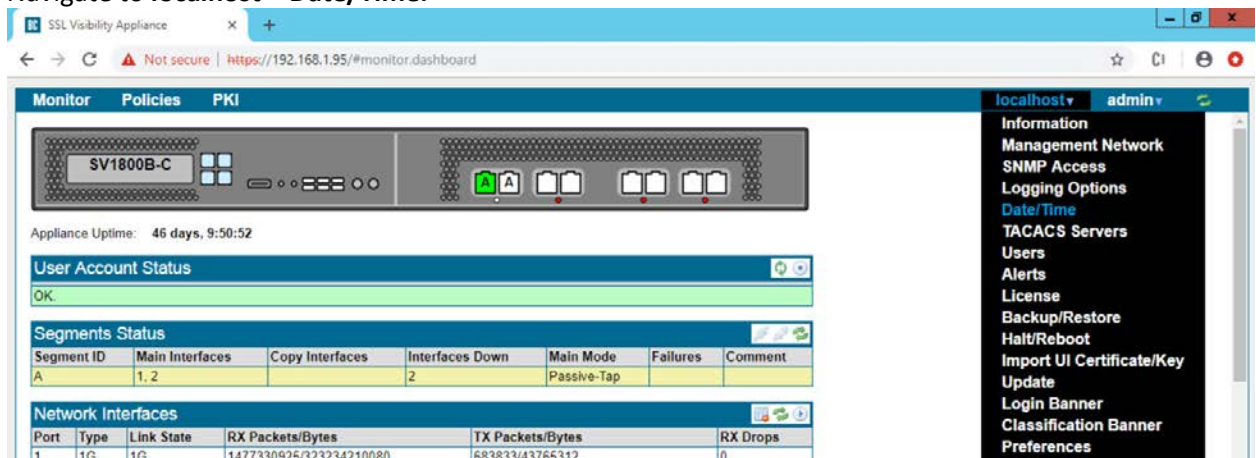 Navigate to localhost > Date/Time.
SSL Visibility Appliance
Not secure | https://192.168.1.95/#monitor.dashboard
Monitor Policies PKI localhost admin
SV1800B-C
A A
Appliance Uptime: 46 days, 9:50:52
User Account Status
OK.
Segments Status
Segment ID Main Interfaces Copy Interfaces Interfaces Down Main Mode Failures Comment
A 1, 2 2 Passive-Tap
Network Interfaces
Port Type Link State RX Packets/Bytes TX Packets/Bytes RX Drops
1 1G 1G 1477330925/323234210080 683833/43765312 0
Information
Management Network
SNMP Access
Logging Options
Date/Time
TACACS Servers
Users
Alerts
License
Backup/Restore
Halt/Reboot
Import UI Certificate/Key
Update
Login Banner
Classification Banner
Preferences